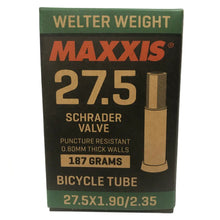 WELTER WEIGHT
MAXXIS®
27.5
SCHRADER
VALVE
PUNCTURE RESISTANT
0.80MM THICK WALLS
187 GRAMS
BICYCLE TUBE
27.5X1.90/2.35